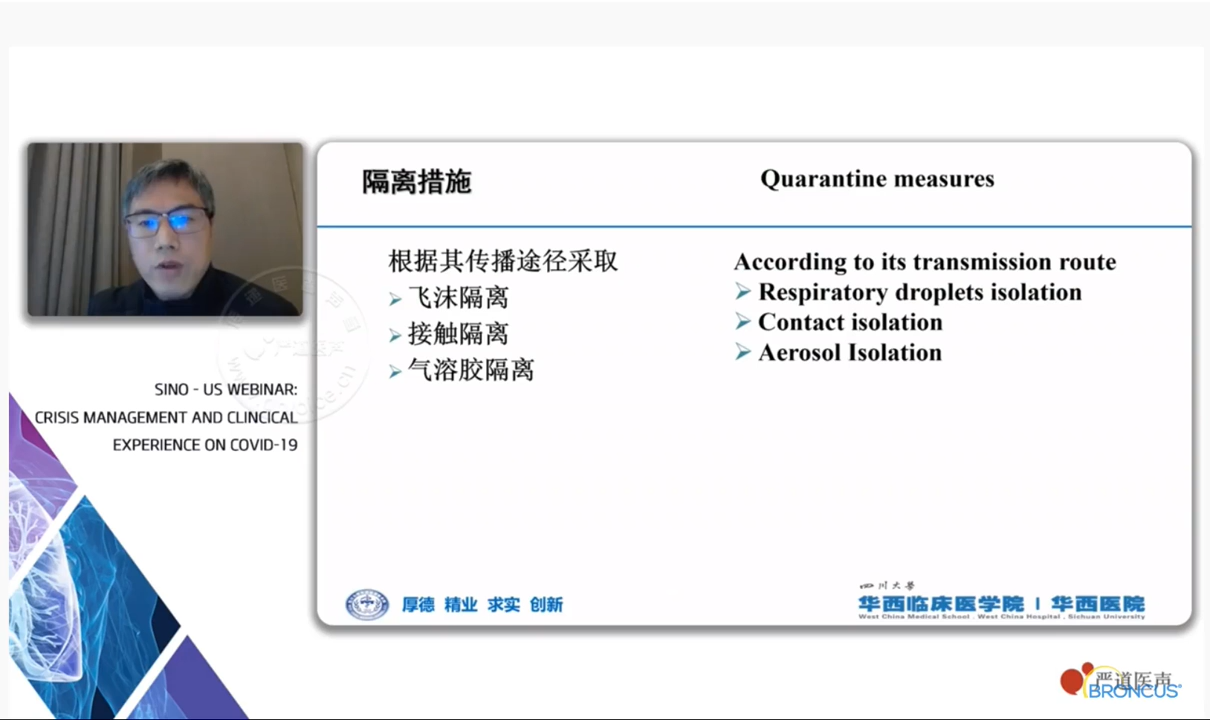 隔离措施
Quarantine measures
根据其传播途径采取
飞沫隔离
接触隔离
气溶胶隔离
According to its transmission route
Respiratory droplets isolation
Contact isolation
Aerosol Isolation
SINO - US WEBINAR:
CRISIS MANAGEMENT AND CLINCICAL
EXPERIENCE ON COVID-19
厚德 精业 求实 创新
四川大學
华西临床医学院 | 华西医院
West China Medical School . West China Hospital , Sichuan University
严道医声
BRONCUS